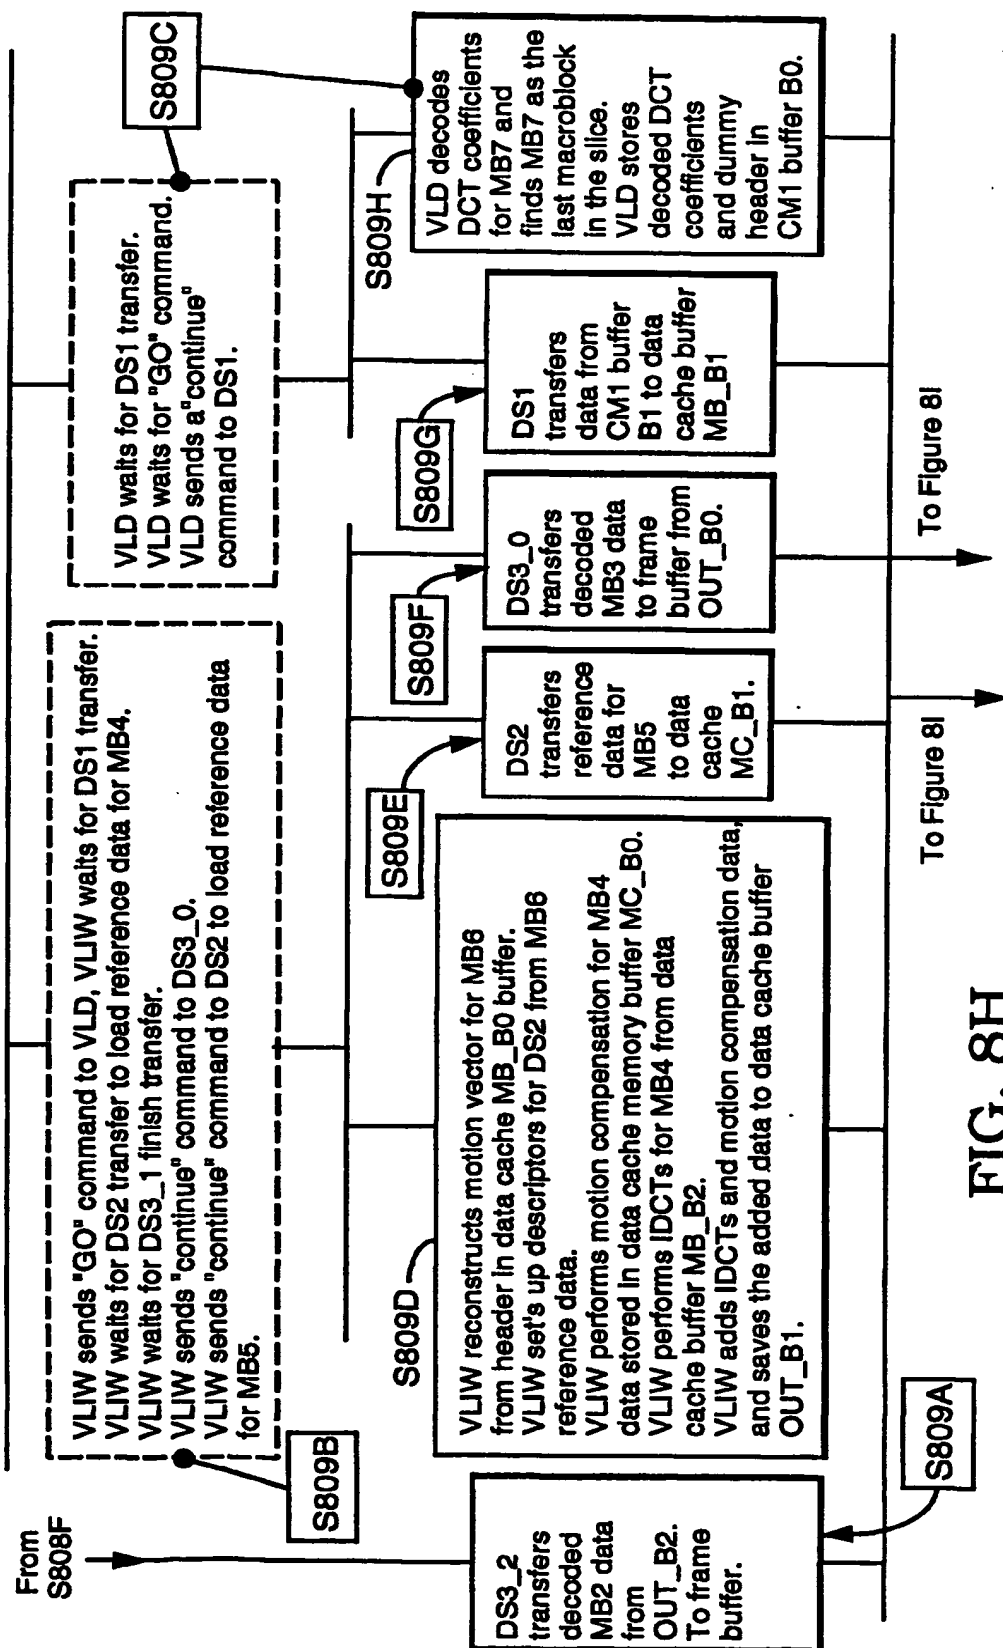 From
S808F
VLIW sends "GO" command to VLD, VLIW waits for DS1 transfer.
VLIW waits for DS2 transfer to load reference data for MB4.
VLIW waits for DS3_1 finish transfer.
VLIW sends "continue" command to DS3_0.
VLIW sends "continue" command to DS2 to load reference data
for MB5.
S809B
VLD waits for DS1 transfer.
VLD waits for "GO" command.
VLD sends a"continue"
command to DS1.
S809C
DS3_2
transfers
decoded
MB2 data
from
OUT_B2.
To frame
buffer.
S809A
S809D
VLIW reconstructs motion vector for MB6
from header in data cache MB_B0 buffer.
VLIW set's up descriptors for DS2 from MB6
reference data.
VLIW performs motion compensation for MB4
data stored in data cache memory buffer MC_B0.
VLIW performs IDCTs for MB4 from data
cache buffer MB_B2.
VLIW adds IDCTs and motion compensation data,
and saves the added data to data cache buffer
OUT_B1.
S809E
DS2
transfers
reference
data for
MB5
to data
cache
MC_B1.
S809F
DS3_0
transfers
decoded
MB3 data
to frame
buffer from
OUT_B0.
S809G
DS1
transfers
data from
CM1 buffer
B1 to data
cache buffer
MB_B1
S809H
VLD decodes
DCT coefficients
for MB7 and
finds MB7 as the
last macroblock
in the slice.
VLD stores
decoded DCT
coefficients
and dummy
header in
CM1 buffer B0.
To Figure 8I
To Figure 8I
FIG. 8H